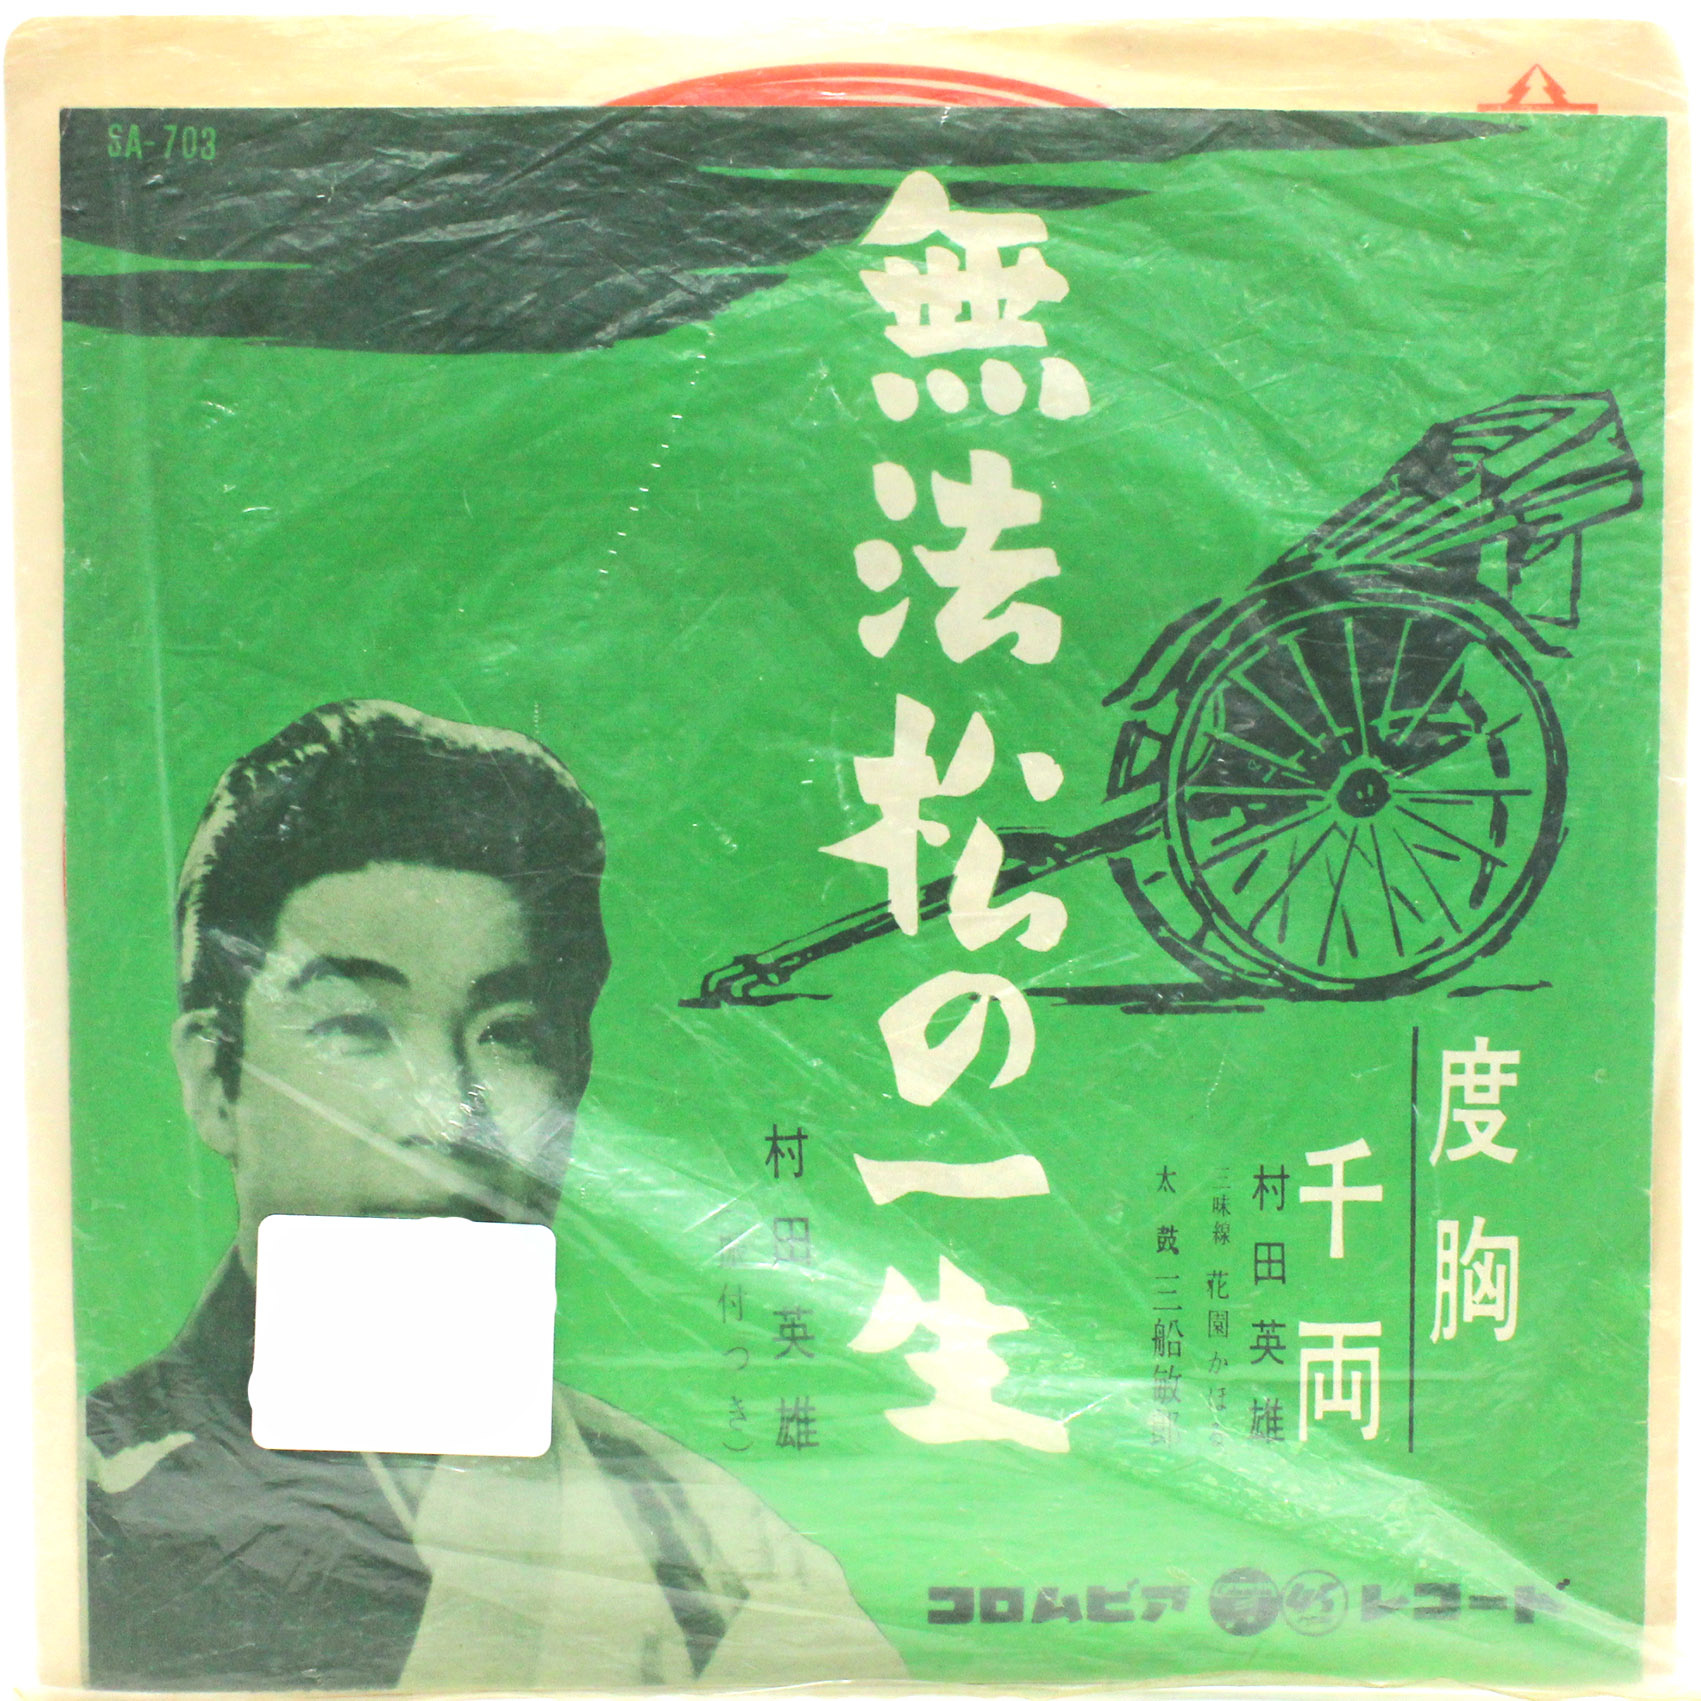 SA-703
無法松の一生
村田英雄
(振付つき)
度胸
千両
村田英雄
三味線 花園かほる
太鼓 三船敏郎
コロムビア レコード